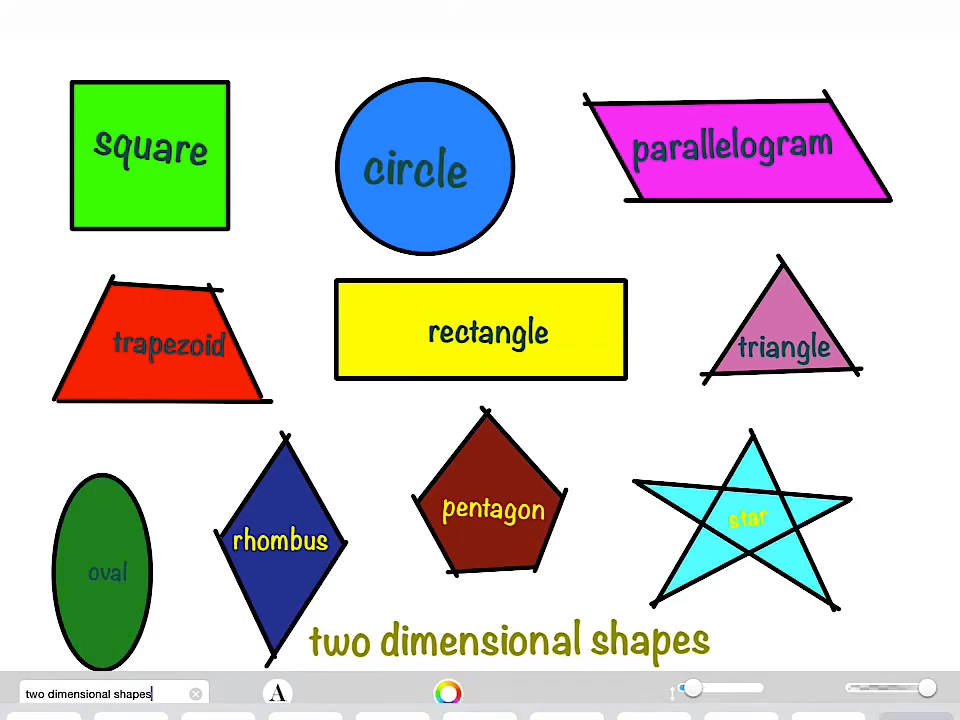 square
circle
parallelogram
trapezoid
rectangle
triangle
oval
rhombus
pentagon
star
two dimensional shapes
two dimensional shapes
A